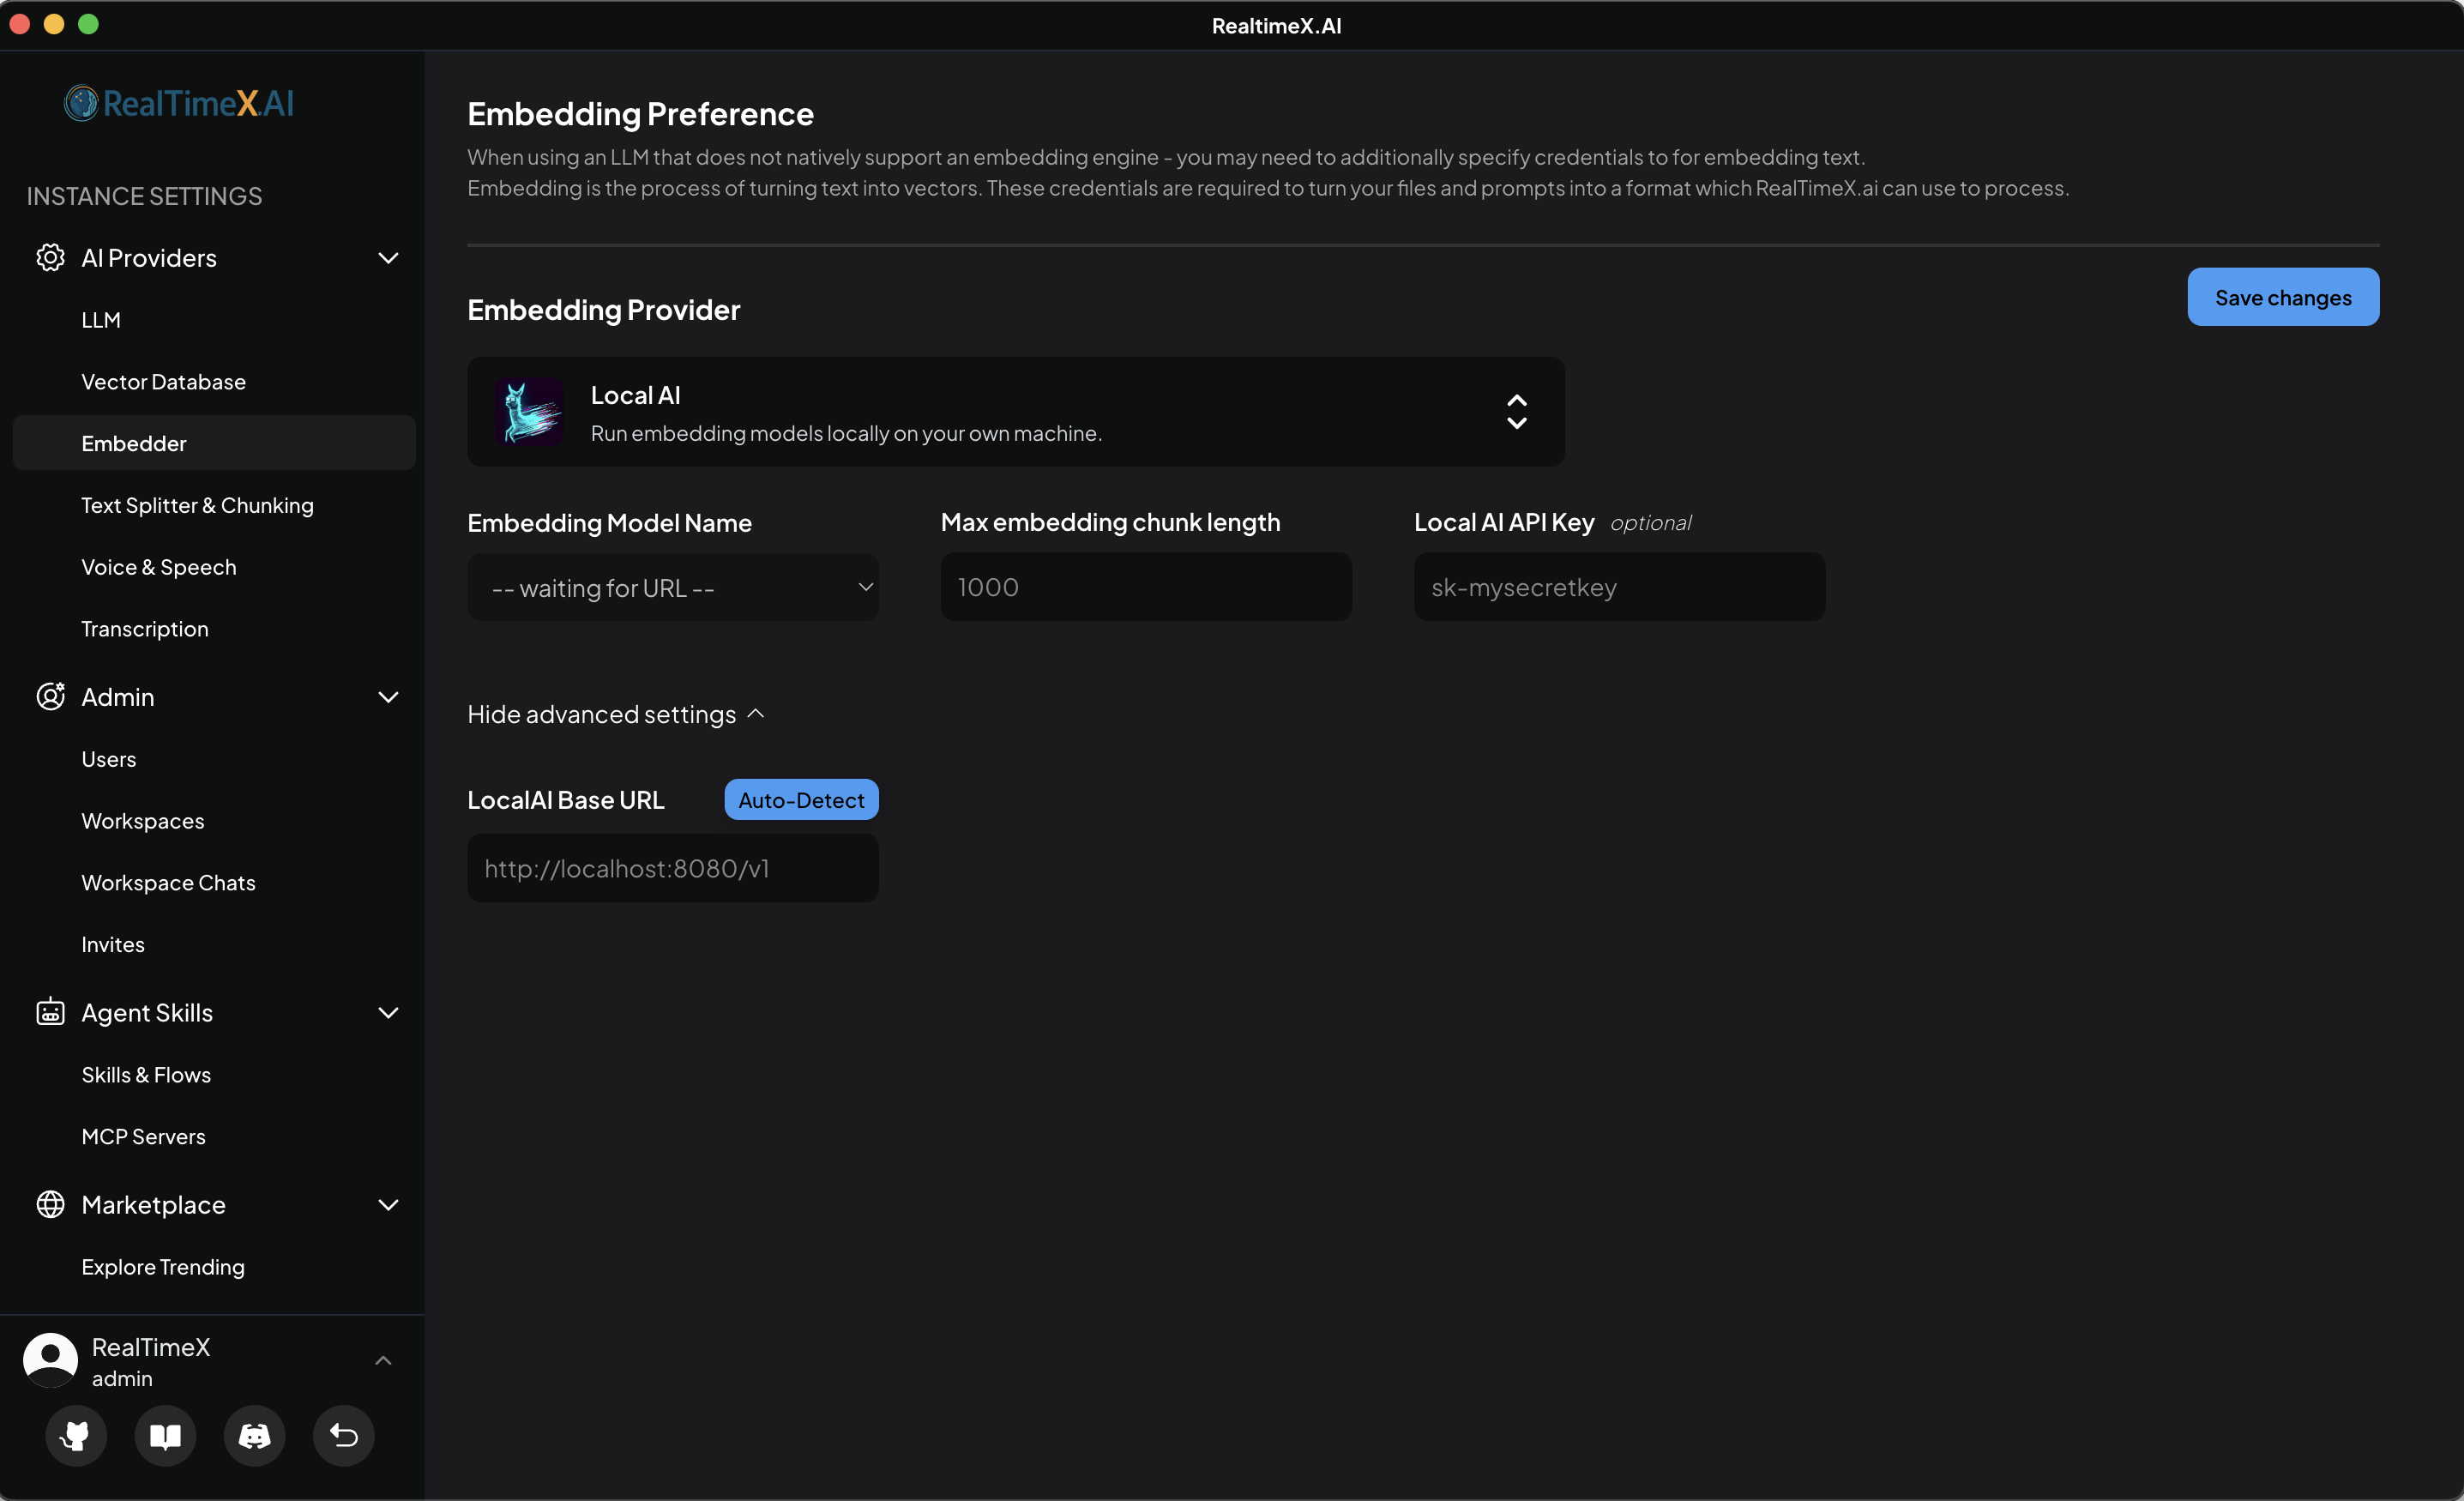 RealtimeX.AI
RealTimeX.AI
INSTANCE SETTINGS
AI Providers
LLM
Vector Database
Embedder
Text Splitter & Chunking
Voice & Speech
Transcription
Admin
Users
Workspaces
Workspace Chats
Invites
Agent Skills
Skills & Flows
MCP Servers
Marketplace
Explore Trending
RealTimeX
admin
Embedding Preference
When using an LLM that does not natively support an embedding engine - you may need to additionally specify credentials to for embedding text.
Embedding is the process of turning text into vectors. These credentials are required to turn your files and prompts into a format which RealTimeX.ai can use to process.
Save changes
Embedding Provider
Local AI
Run embedding models locally on your own machine.
Embedding Model Name
-- waiting for URL --
Max embedding chunk length
1000
Local AI API Key optional
sk-mysecretkey
Hide advanced settings
LocalAI Base URL
Auto-Detect
http://localhost:8080/v1